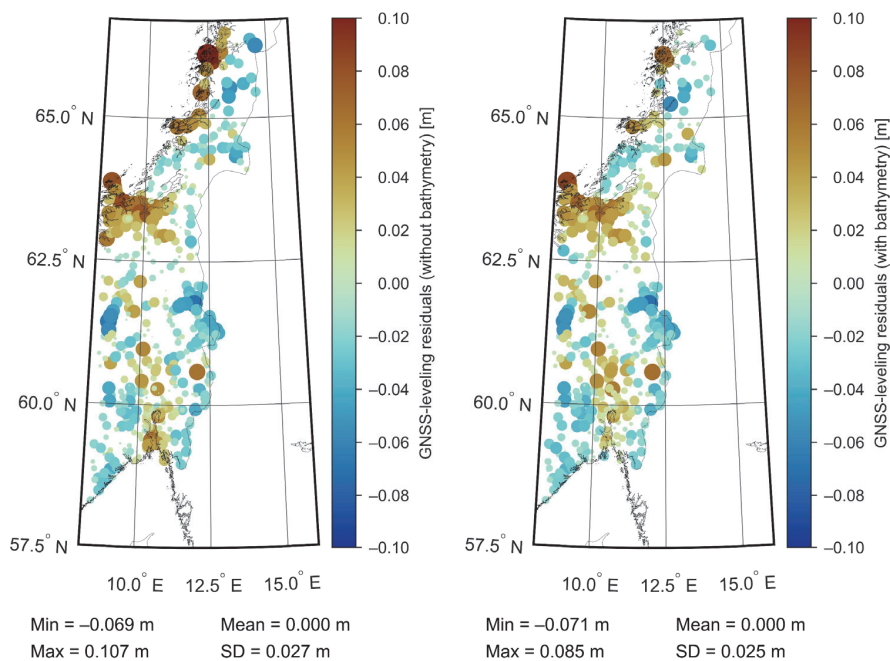 65.0° N
62.5° N
60.0° N
57.5° N
10.0° E
12.5° E
15.0° E
0.10
0.08
0.06
0.04
0.02
0.00
–0.02
–0.04
–0.06
–0.08
–0.10
GNSS-leveling residuals (without bathymetry) [m]
Min = –0.069 m
Mean = 0.000 m
Max = 0.107 m
SD = 0.027 m
65.0° N
62.5° N
60.0° N
57.5° N
10.0° E
12.5° E
15.0° E
0.10
0.08
0.06
0.04
0.02
0.00
–0.02
–0.04
–0.06
–0.08
–0.10
GNSS-leveling residuals (with bathymetry) [m]
Min = –0.071 m
Mean = 0.000 m
Max = 0.085 m
SD = 0.025 m